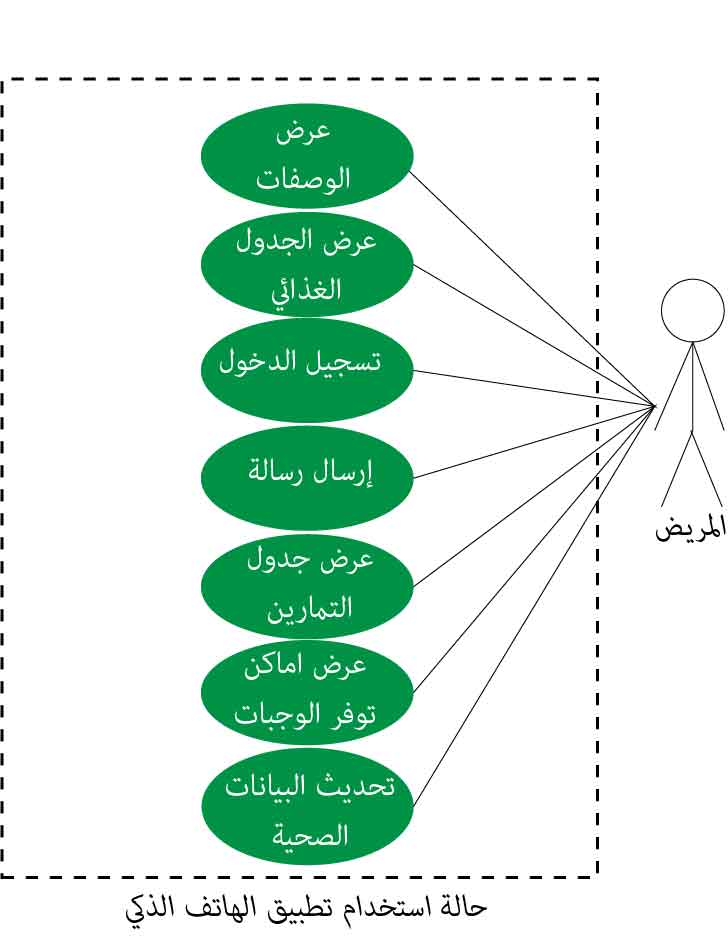 عرض
الوصفات
عرض الجدول
الغذائي
تسجيل الدخول
إرسال رسالة
عرض جدول
التمارين
عرض اماكن
توفر الوجبات
تحديث البيانات
الصحية
المريض
حالة استخدام تطبيق الهاتف الذكي